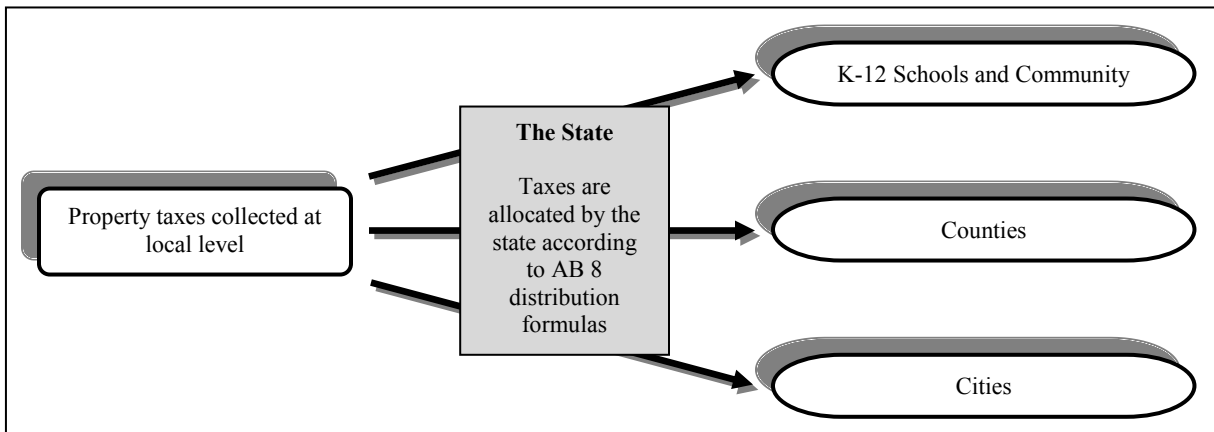 Property taxes collected at
local level
The State
Taxes are
allocated by the
state according
to AB 8
distribution
formulas
K-12 Schools and Community
Counties
Cities